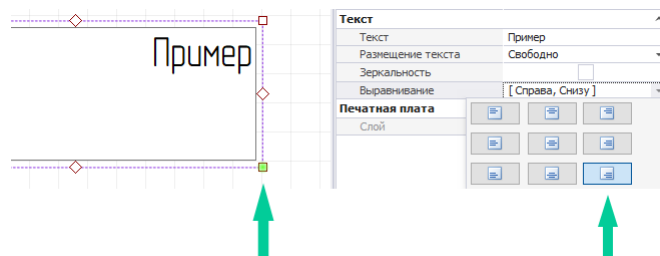 Пример
Текст
Текст Пример
Размещение текста Свободно
Зеркальность
Выравнивание [ Справа, Снизу ]
Печатная плата
Слой